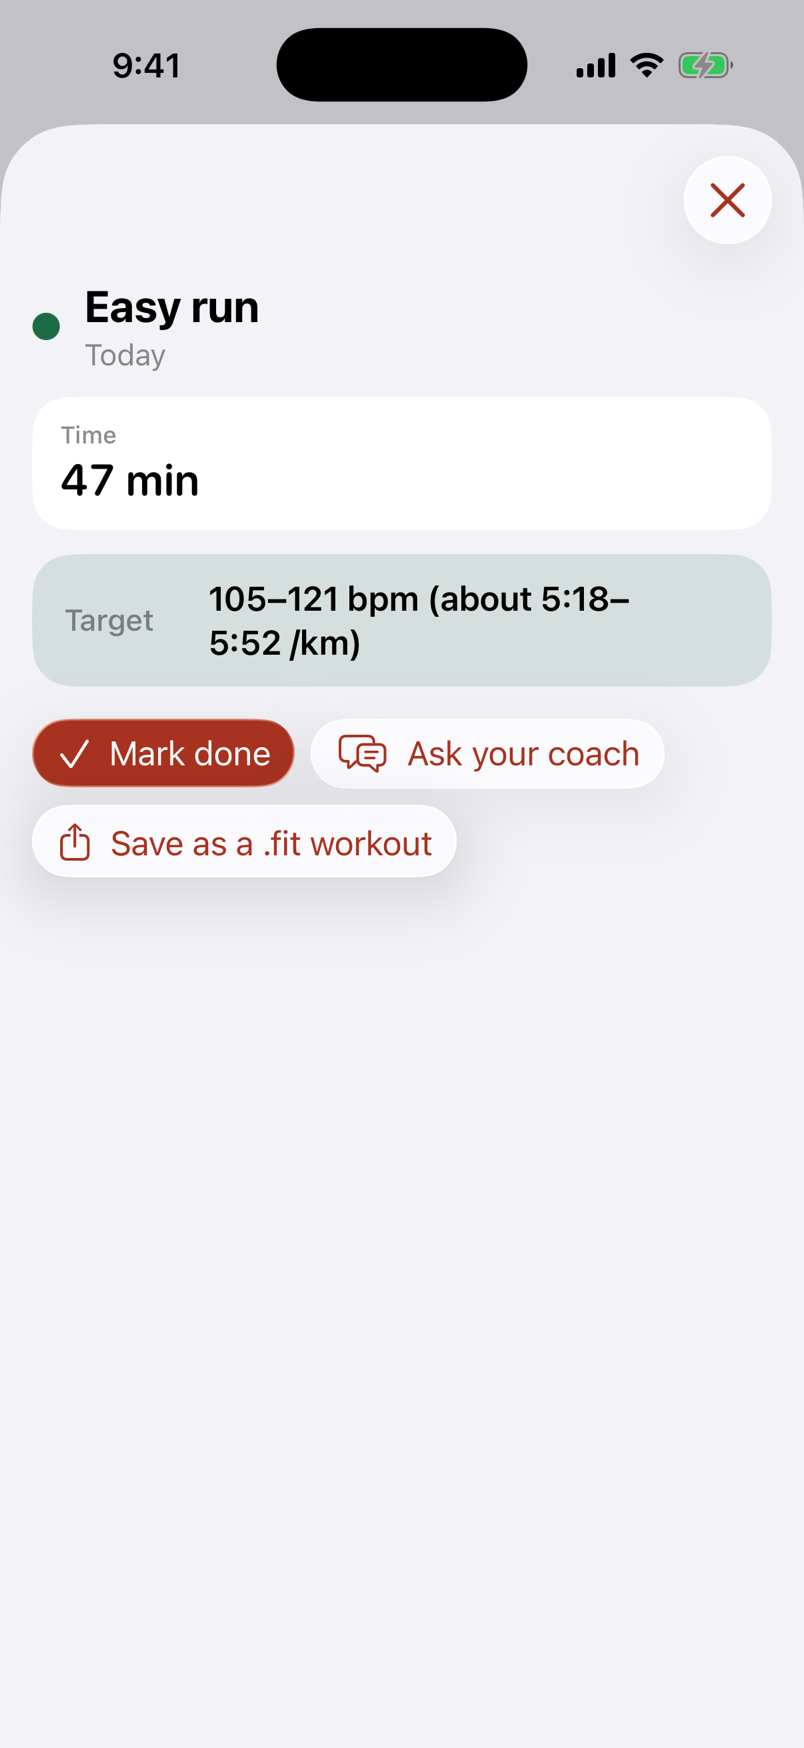 9:41
Easy run
Today
Time
47 min
Target
105–121 bpm (about 5:18–
5:52 /km)
Mark done
Ask your coach
Save as a .fit workout